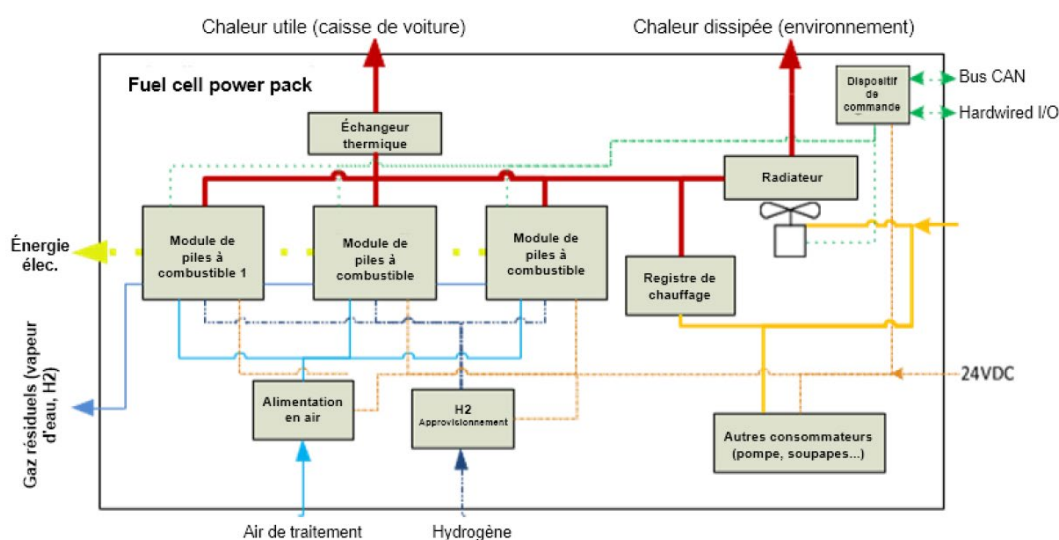 Chaleur utile (caisse de voiture)
Chaleur dissipée (environnement)
Fuel cell power pack
Dispositif
de
commande
Bus CAN
Hardwired I/O
Échangeur
thermique
Radiateur
Énergie
élec.
Module de
piles à
combustible 1
Module de
piles à
combustible
Module de
piles à
combustible
Registre de
chauffage
Gaz résiduels (vapeur
d'eau, H2)
24VDC
Alimentation
en air
H2
Approvisionnement
Autres consommateurs
(pompe, soupapes...)
Air de traitement
Hydrogène